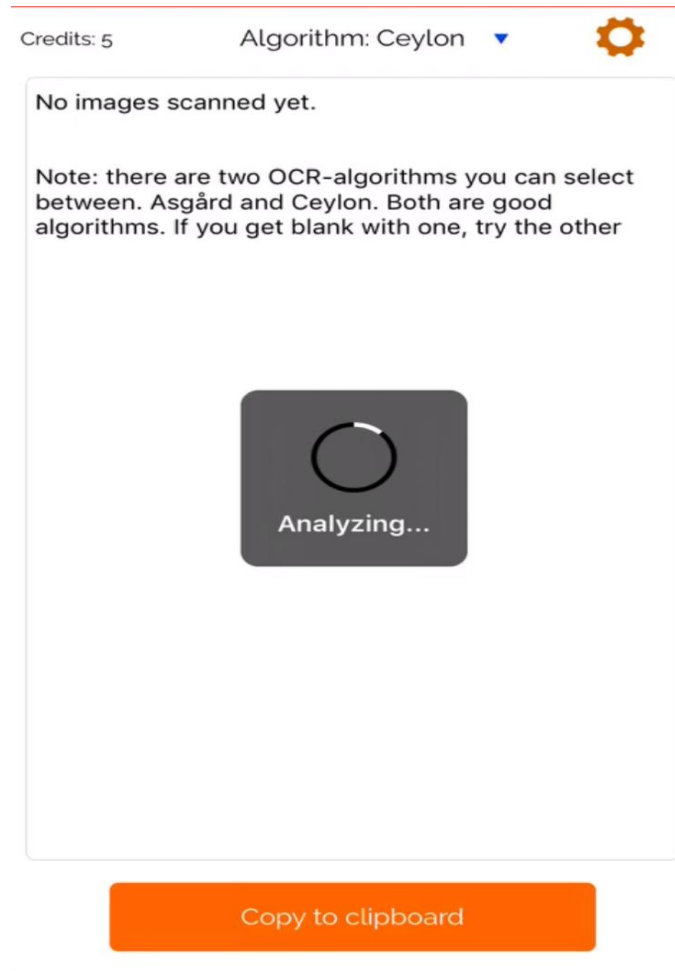 Credits: 5 Algorithm: Ceylon
No images scanned yet.
Note: there are two OCR-algorithms you can select
between. Asgård and Ceylon. Both are good
algorithms. If you get blank with one, try the other
Analyzing...
Copy to clipboard